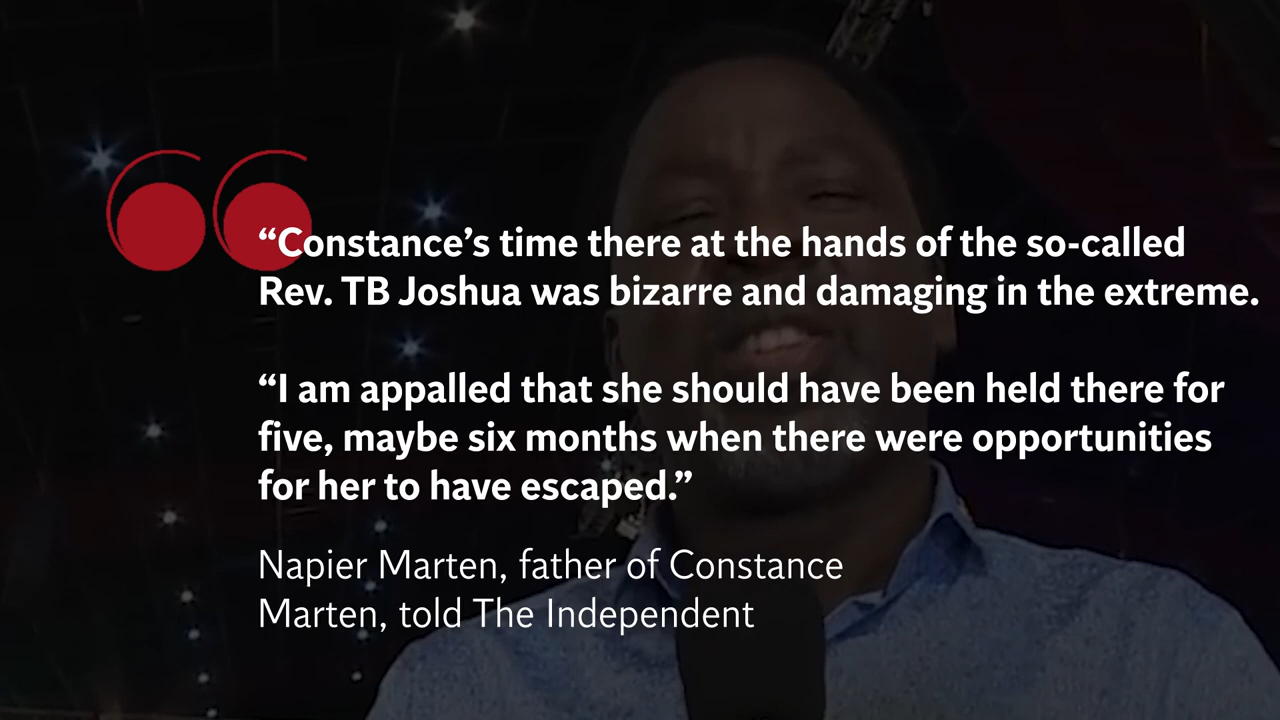 “Constance’s time there at the hands of the so-called
Rev. TB Joshua was bizarre and damaging in the extreme.
“I am appalled that she should have been held there for
five, maybe six months when there were opportunities
for her to have escaped.”
Napier Marten, father of Constance
Marten, told The Independent